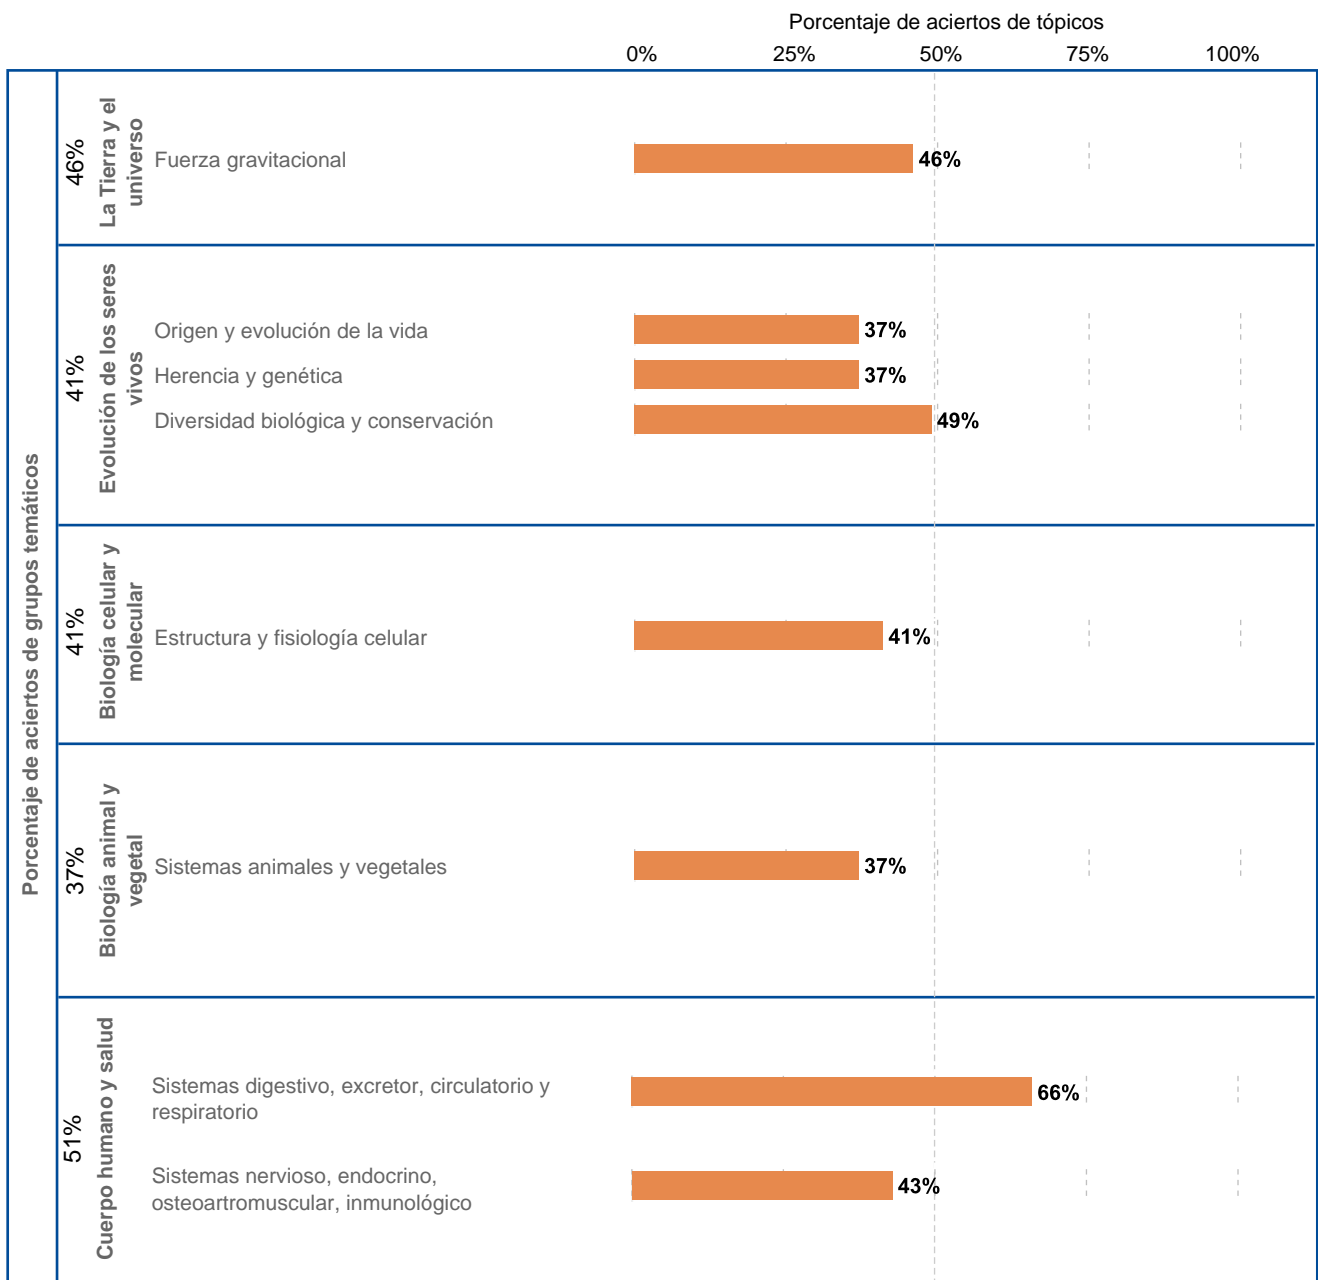 Porcentaje de aciertos de tópicos
0% 25% 50% 75% 100%
Porcentaje de aciertos de grupos temáticos
46%
La Tierra y el
universo
Fuerza gravitacional
46%
41%
Evolución de los seres
vivos
Origen y evolución de la vida
37%
Herencia y genética
37%
Diversidad biológica y conservación
49%
41%
Biología celular y
molecular
Estructura y fisiología celular
41%
37%
Biología animal y
vegetal
Sistemas animales y vegetales
37%
51%
Cuerpo humano y salud
Sistemas digestivo, excretor, circulatorio y
respiratorio
66%
Sistemas nervioso, endocrino,
osteoartromuscular, inmunológico
43%